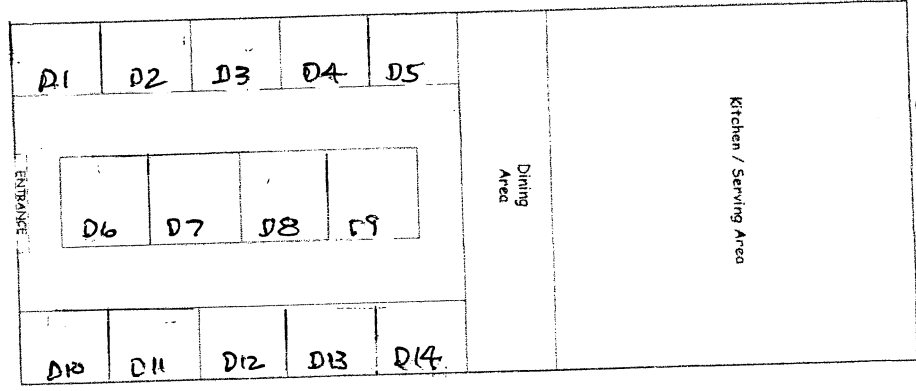 D1 D2 D3 D4 D5
Dining
Area
Kitchen / Serving Area
ENTRANCE
D6 D7 D8 D9
D10 D11 D12 D13 D14